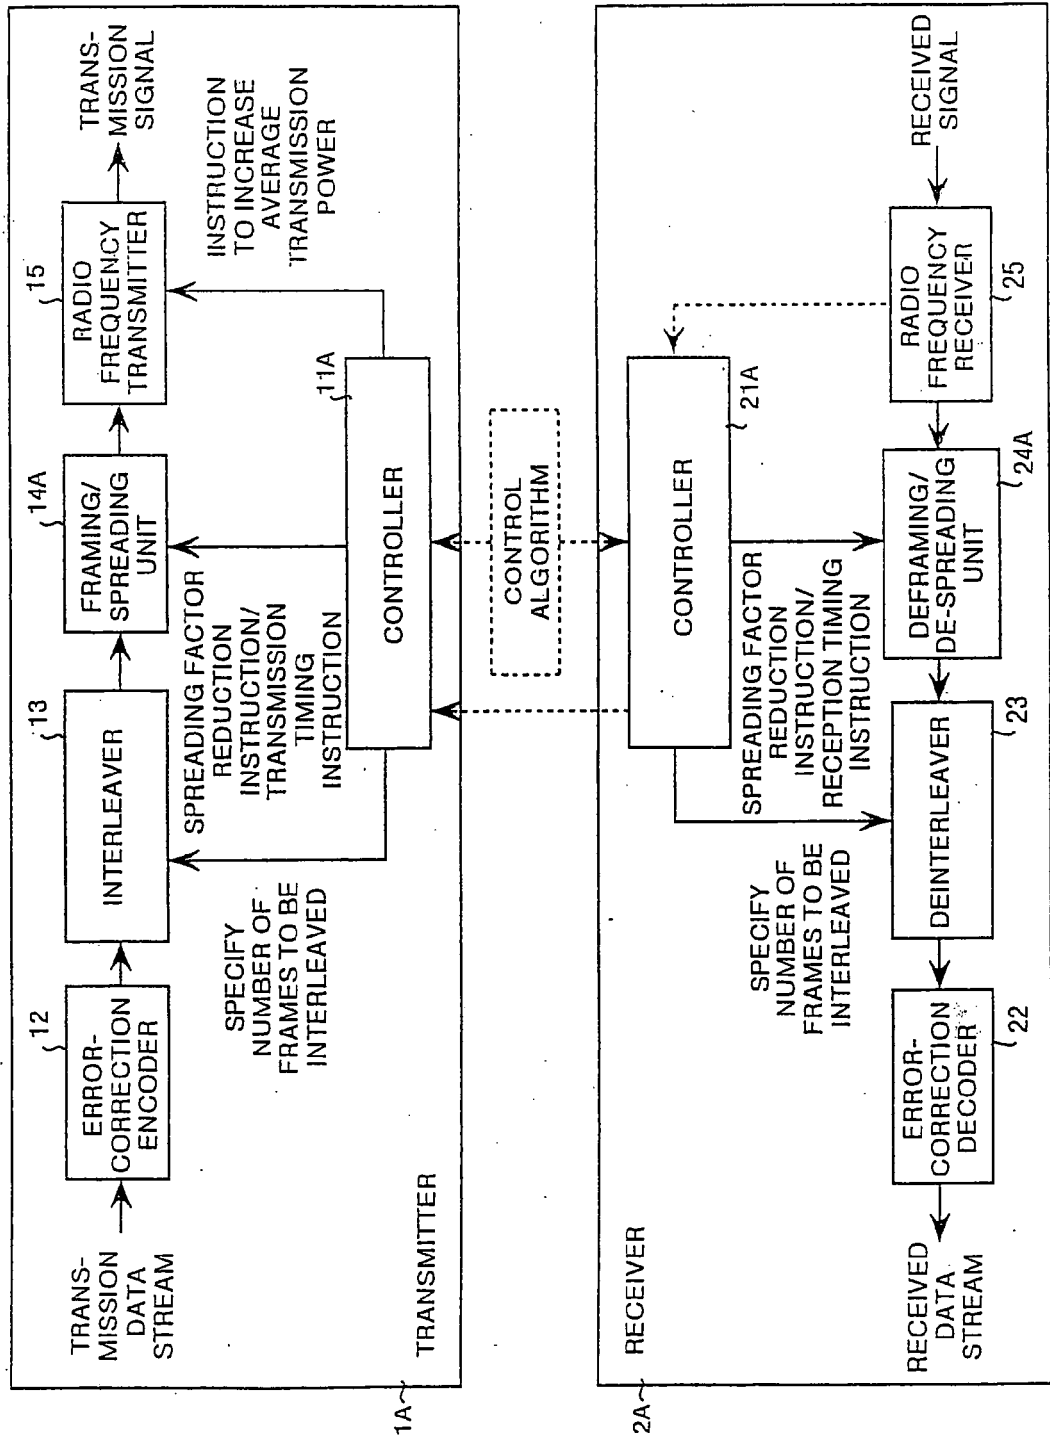 1A
TRANSMITTER
TRANS-
MISSION
DATA
STREAM
12
ERROR-
CORRECTION
ENCODER
13
INTERLEAVER
14A
FRAMING/
SPREADING
UNIT
15
RADIO
FREQUENCY
TRANSMITTER
TRANS-
MISSION
SIGNAL
SPECIFY
NUMBER OF
FRAMES TO BE
INTERLEAVED
SPREADING FACTOR
REDUCTION
INSTRUCTION/
TRANSMISSION
TIMING
INSTRUCTION
INSTRUCTION
TO INCREASE
AVERAGE
TRANSMISSION
POWER
11A
CONTROLLER
CONTROL
ALGORITHM
2A
RECEIVER
CONTROLLER
21A
SPECIFY
NUMBER OF
FRAMES TO BE
INTERLEAVED
SPREADING FACTOR
REDUCTION
INSTRUCTION/
RECEPTION TIMING
INSTRUCTION
RECEIVED
DATA
STREAM
ERROR-
CORRECTION
DECODER
22
DEINTERLEAVER
23
DEFRAMING/
DE-SPREADING
UNIT
24A
RADIO
FREQUENCY
RECEIVER
25
RECEIVED
SIGNAL